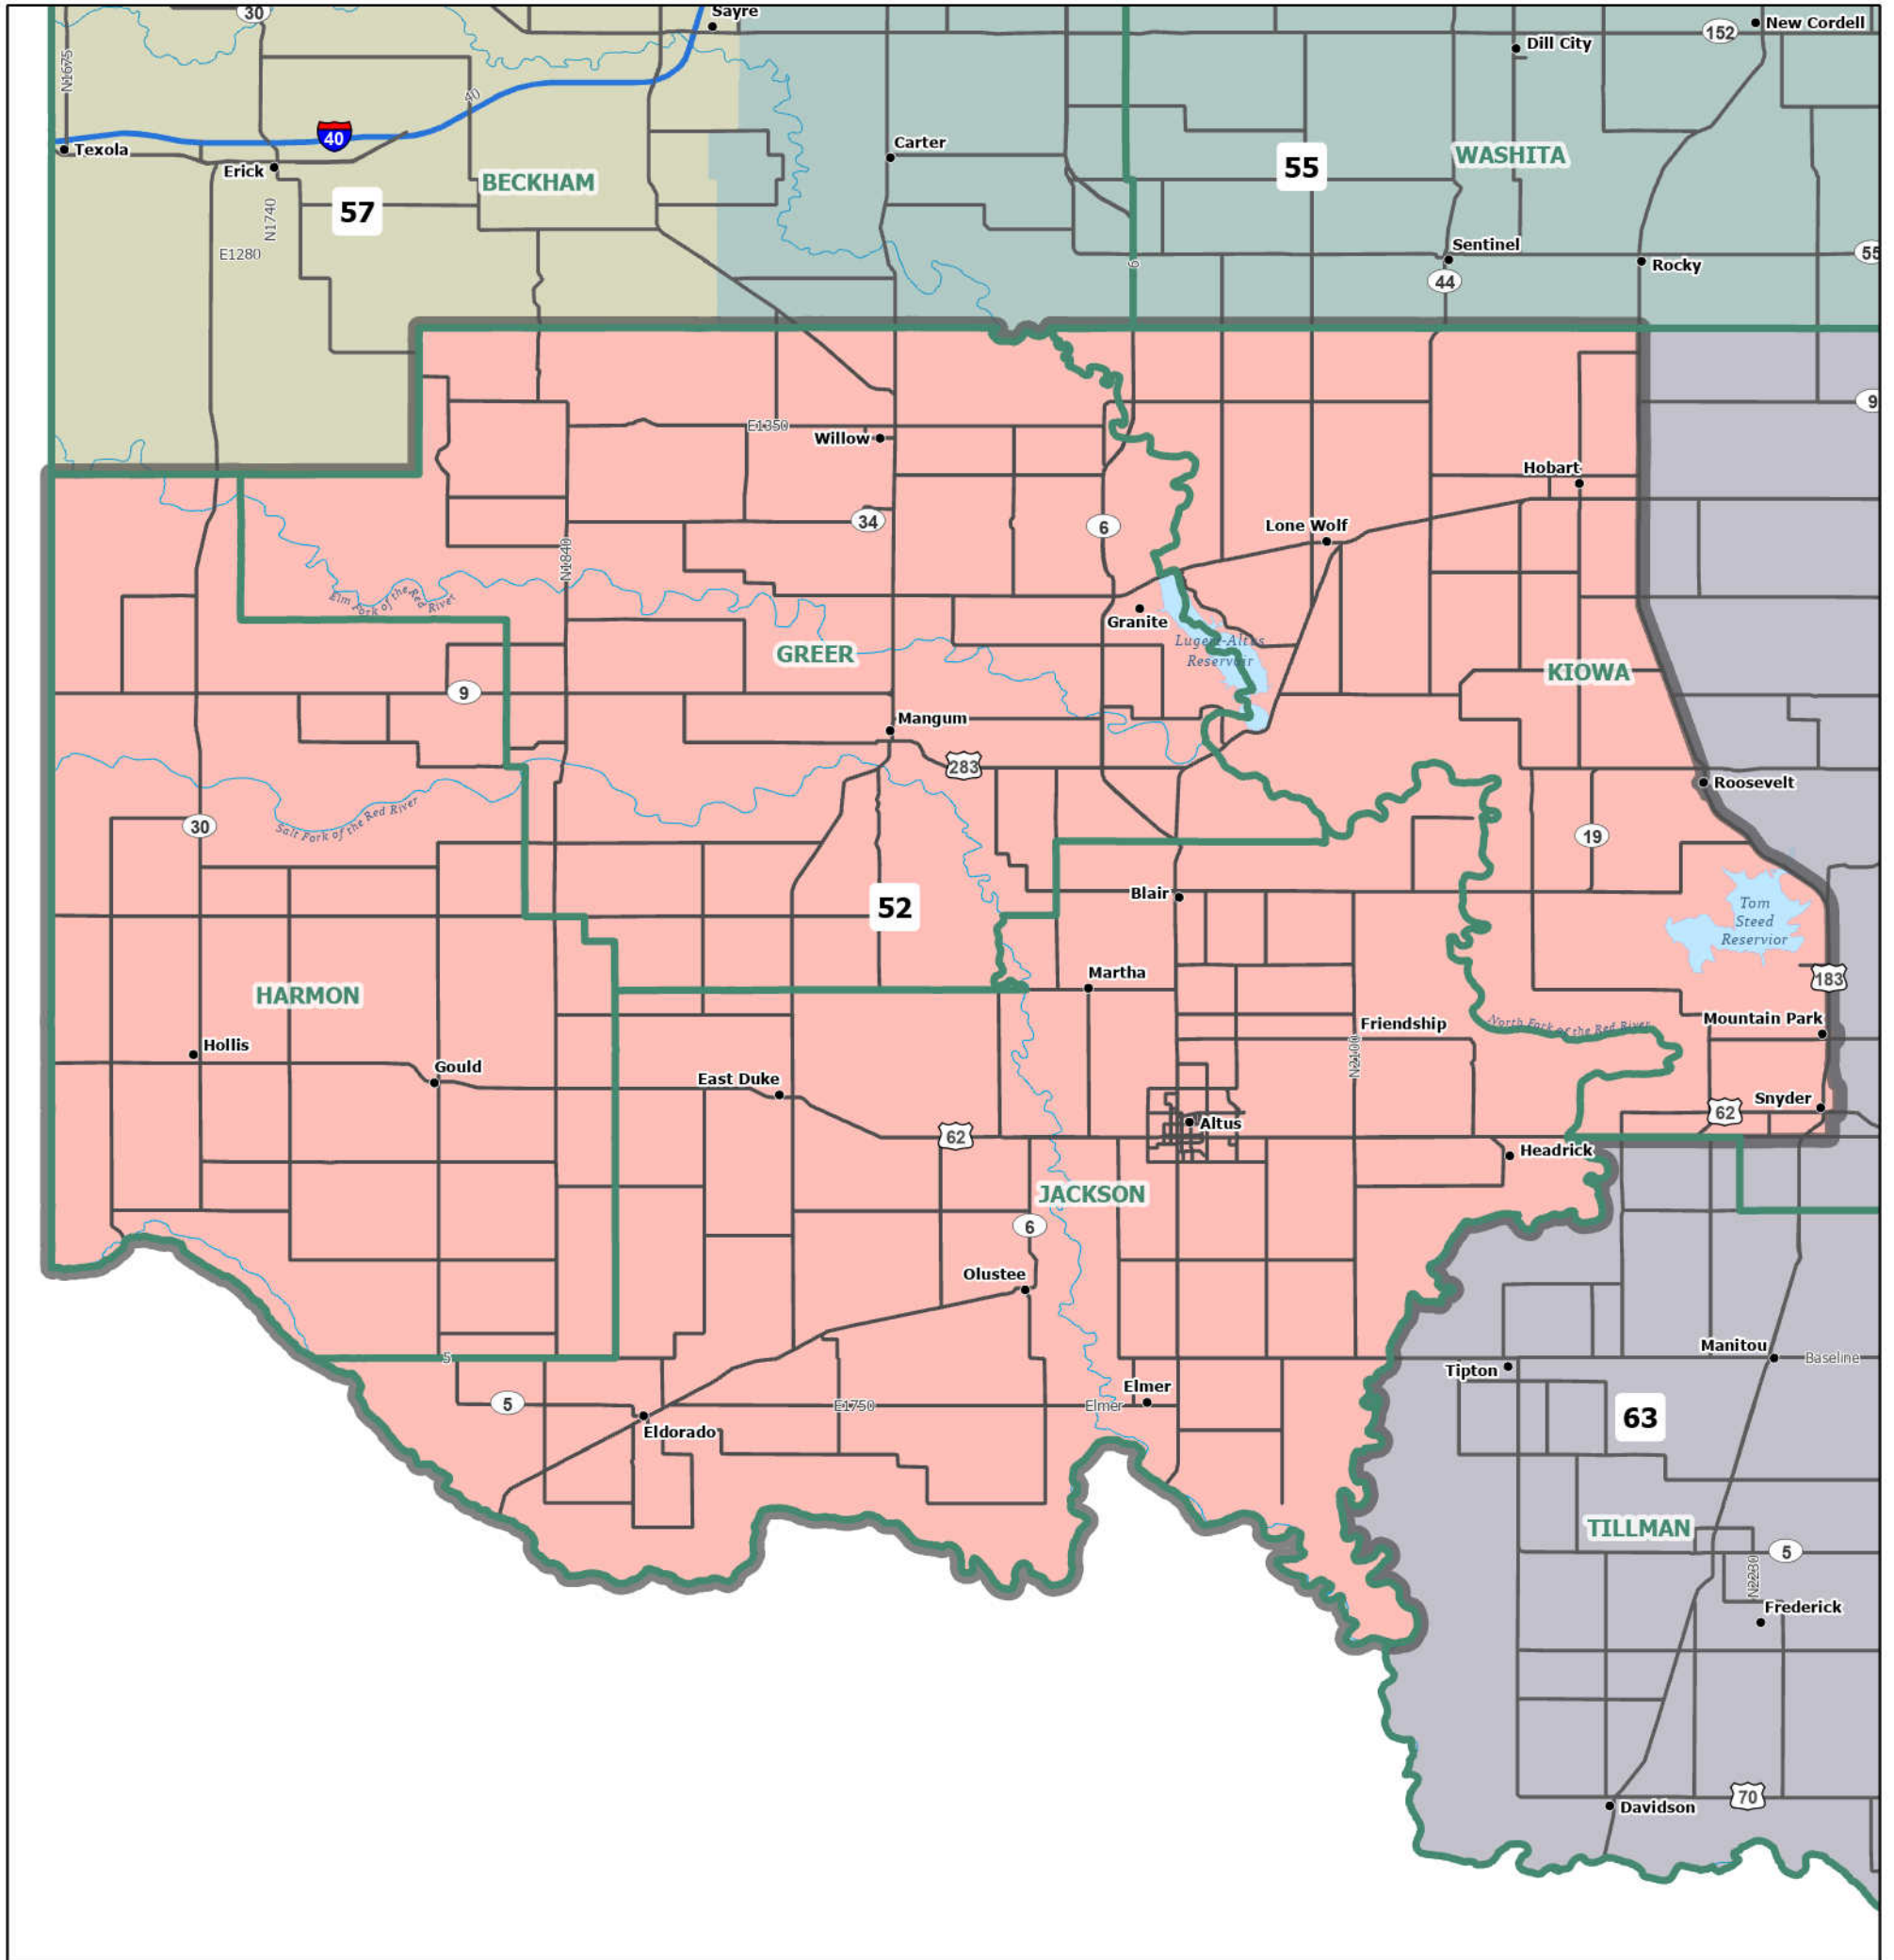 30
Sayre
New Cordell
152
Dill City
N1675
40
40
Texola
Erick
Carter
55
WASHITA
BECKHAM
57
N1740
E1280
6
Sentinel
44
Rocky
55
9
E1350
Willow
Hobart
34
6
Lone Wolf
N1840
Elm Fork of the Red River
Granite
Lugert-Altus
Reservoir
GREER
KIOWA
9
Mangum
283
Roosevelt
Salt Fork of the Red River
30
19
Blair
52
Tom
Steed
Reservior
Martha
183
HARMON
North Fork of the Red River
Mountain Park
Friendship
N2100
Hollis
Gould
East Duke
Snyder
62
Altus
62
Headrick
JACKSON
6
Olustee
Manitou
Baseline
5
Tipton
Elmer
5
E1750
Elmer
63
Eldorado
TILLMAN
5
N2280
Frederick
70
Davidson